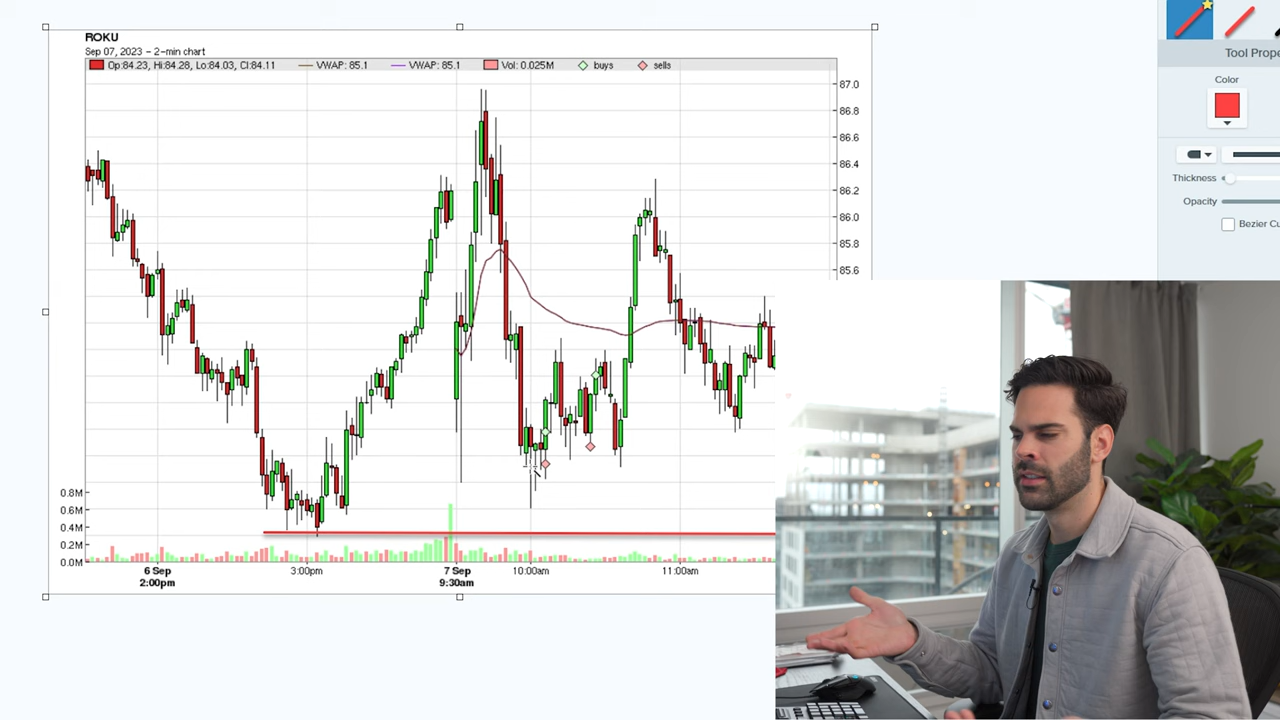 ROKU
Sep 07, 2023 - 2-min chart
Op:84.23, Hi:84.28, Lo:84.03, Cl:84.11 VWAP: 85.1 VWAP: 85.1 Vol: 0.025M buys sells
87.0
86.8
86.6
86.4
86.2
86.0
85.8
85.6
0.8M
0.6M
0.4M
0.2M
0.0M
6 Sep 3:00pm 7 Sep 10:00am 11:00am
2:00pm 9:30am
Tool Prope
Color
Thickness
Opacity
Bezier Cu